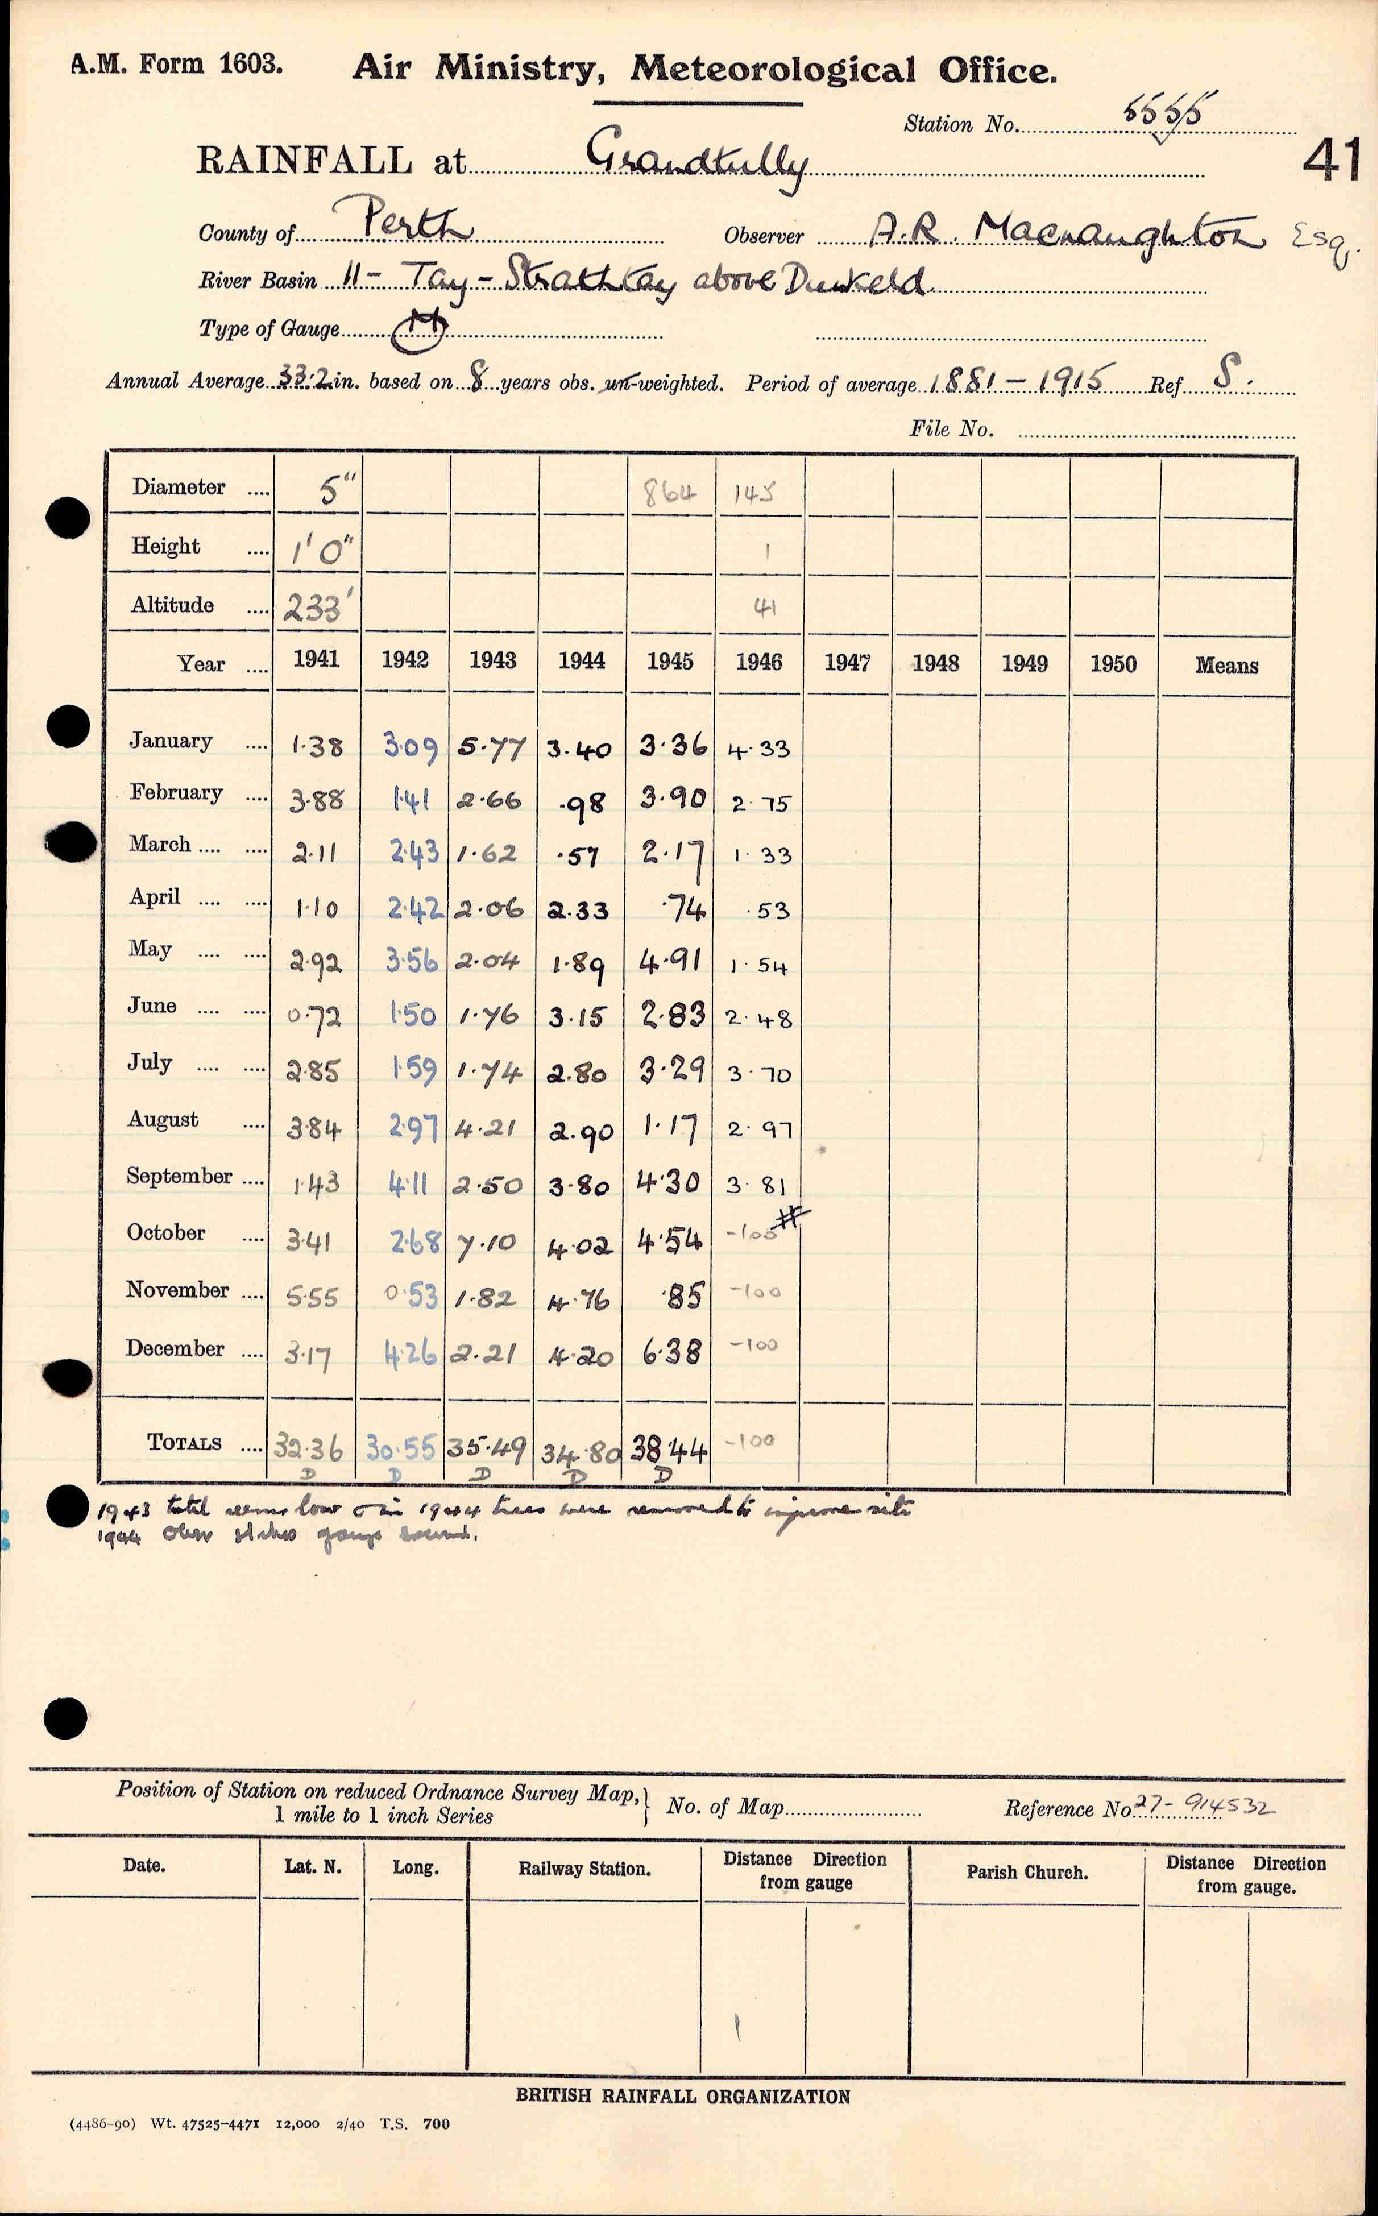 A.M. Form 1603. Air Ministry, Meteorological Office.
Station No. 5555
41
RAINFALL at Grandtully
County of Perth Observer A.R. Macnaughton Esq.
River Basin 11 - Tay - Strathtay above Dunkeld
Type of Gauge M
Annual Average 33.2 in. based on 8 years obs. un-weighted. Period of average 1881 - 1915 Ref S.
File No.
Diameter .... 5" 864 145
Height .... 1' 0" 1
Altitude .... 233' 41
Year .... 1941 1942 1943 1944 1945 1946 1947 1948 1949 1950 Means
January .... 1.38 3.09 5.77 3.40 3.36 4.33
February .... 3.88 1.41 2.66 .98 3.90 2.75
March .... .... 2.11 2.43 1.62 .57 2.17 1.33
April .... .... 1.10 2.42 2.06 2.33 .74 .53
May .... .... 2.92 3.56 2.04 1.89 4.91 1.54
June .... .... 0.72 1.50 1.76 3.15 2.83 2.48
July .... .... 2.85 1.59 1.74 2.80 3.29 3.70
August .... 3.84 2.97 4.21 2.90 1.17 2.97
September .... 1.43 4.11 2.50 3.80 4.30 3.81
October .... 3.41 2.68 7.10 4.02 4.54 -100 #
November .... 5.55 0.53 1.82 4.76 .85 -100
December .... 3.17 4.26 2.21 4.20 6.38 -100
TOTALS .... 32.36 30.55 35.49 34.80 38.44 -100
D D D D D
1943 total seems low in 1944 trees were removed to improve site
1944 Obsr states gauge sound.
Position of Station on reduced Ordnance Survey Map, } No. of Map Reference No 27- 914532
1 mile to 1 inch Series
Date. Lat. N. Long. Railway Station. Distance Direction from gauge Parish Church. Distance Direction from gauge.
BRITISH RAINFALL ORGANIZATION
(4486-90) Wt. 47525-4471 12,000 2/40 T.S. 700